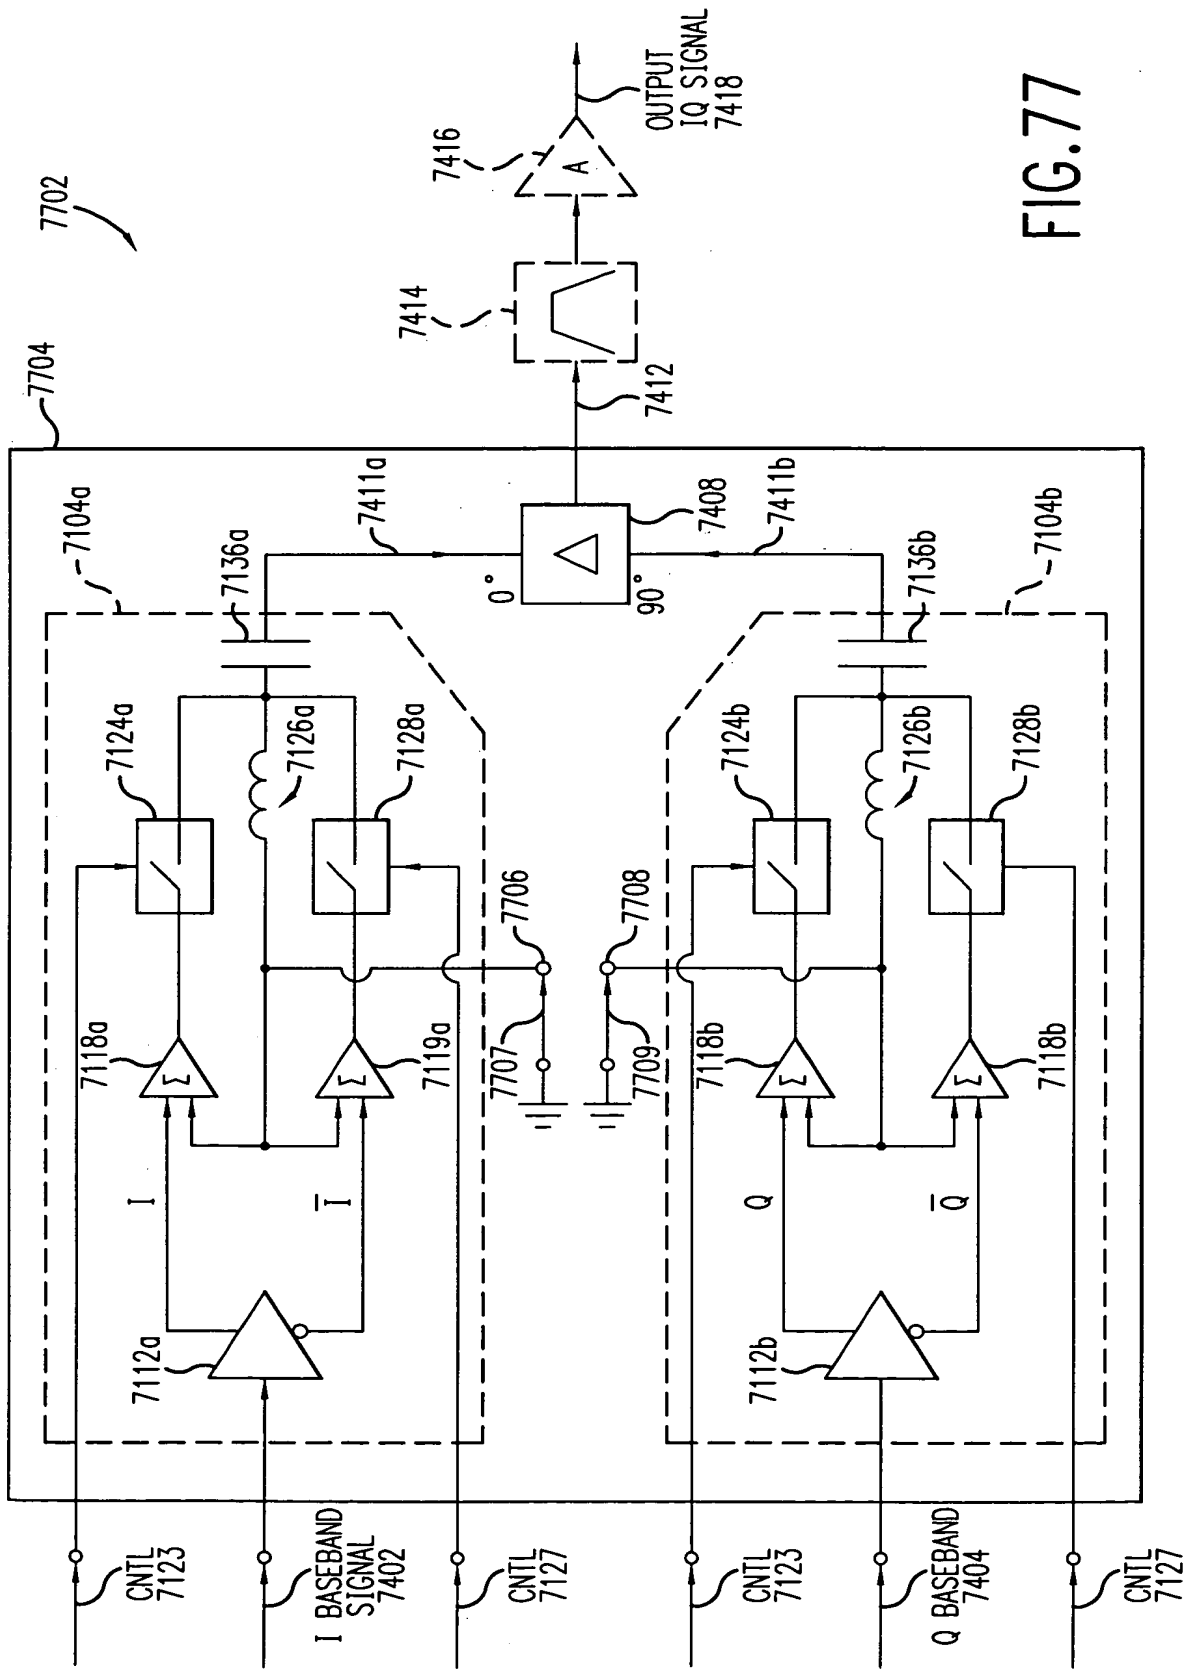 7702
7704
7104a
7124a
7136a
7118a
7126a
7411a
7112a
I
I̅
7119a
7128a
0°
7414
7416
A
CNTL
7123
I BASEBAND
SIGNAL
7402
CNTL
7127
Σ
Σ
7707
7706
7709
7708
7408
90°
7412
OUTPUT
IQ SIGNAL
7418
7112b
Q
Q̅
7118b
Σ
7118b
Σ
7124b
7126b
7128b
7136b
7411b
7104b
CNTL
7123
Q BASEBAND
7404
CNTL
7127
FIG.77